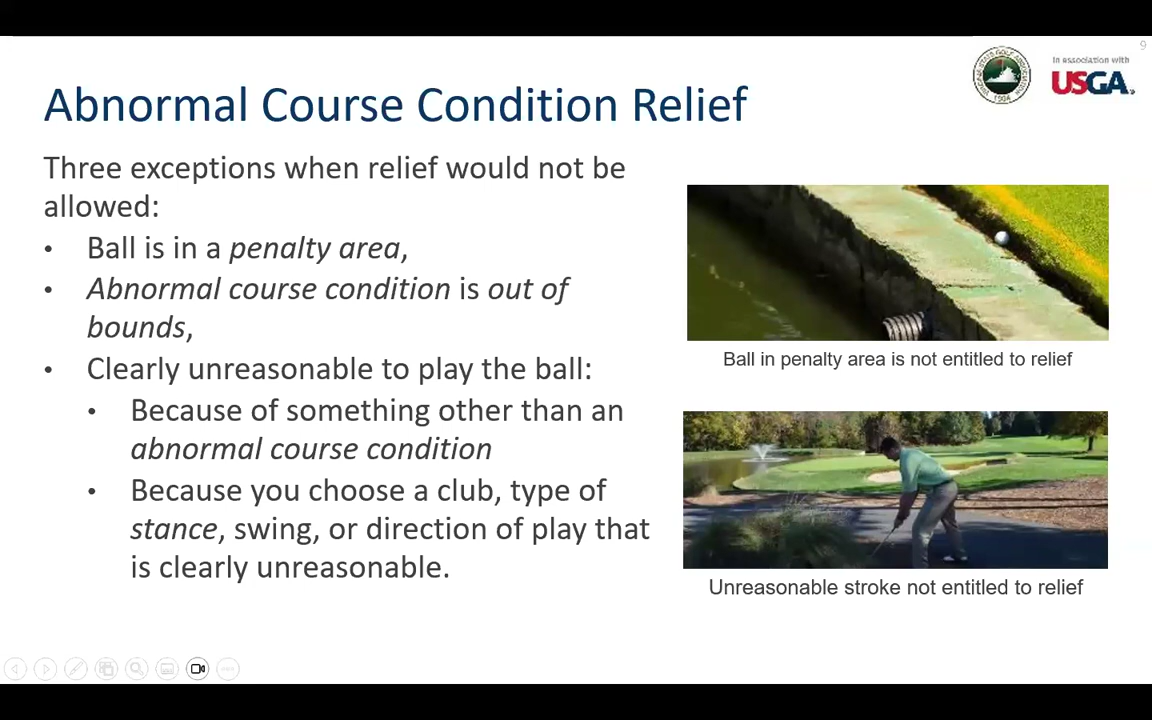 9
In association with
USGA
Abnormal Course Condition Relief
Three exceptions when relief would not be
allowed:
• Ball is in a penalty area,
• Abnormal course condition is out of
bounds,
• Clearly unreasonable to play the ball:
• Because of something other than an
abnormal course condition
• Because you choose a club, type of
stance, swing, or direction of play that
is clearly unreasonable.
Ball in penalty area is not entitled to relief
Unreasonable stroke not entitled to relief